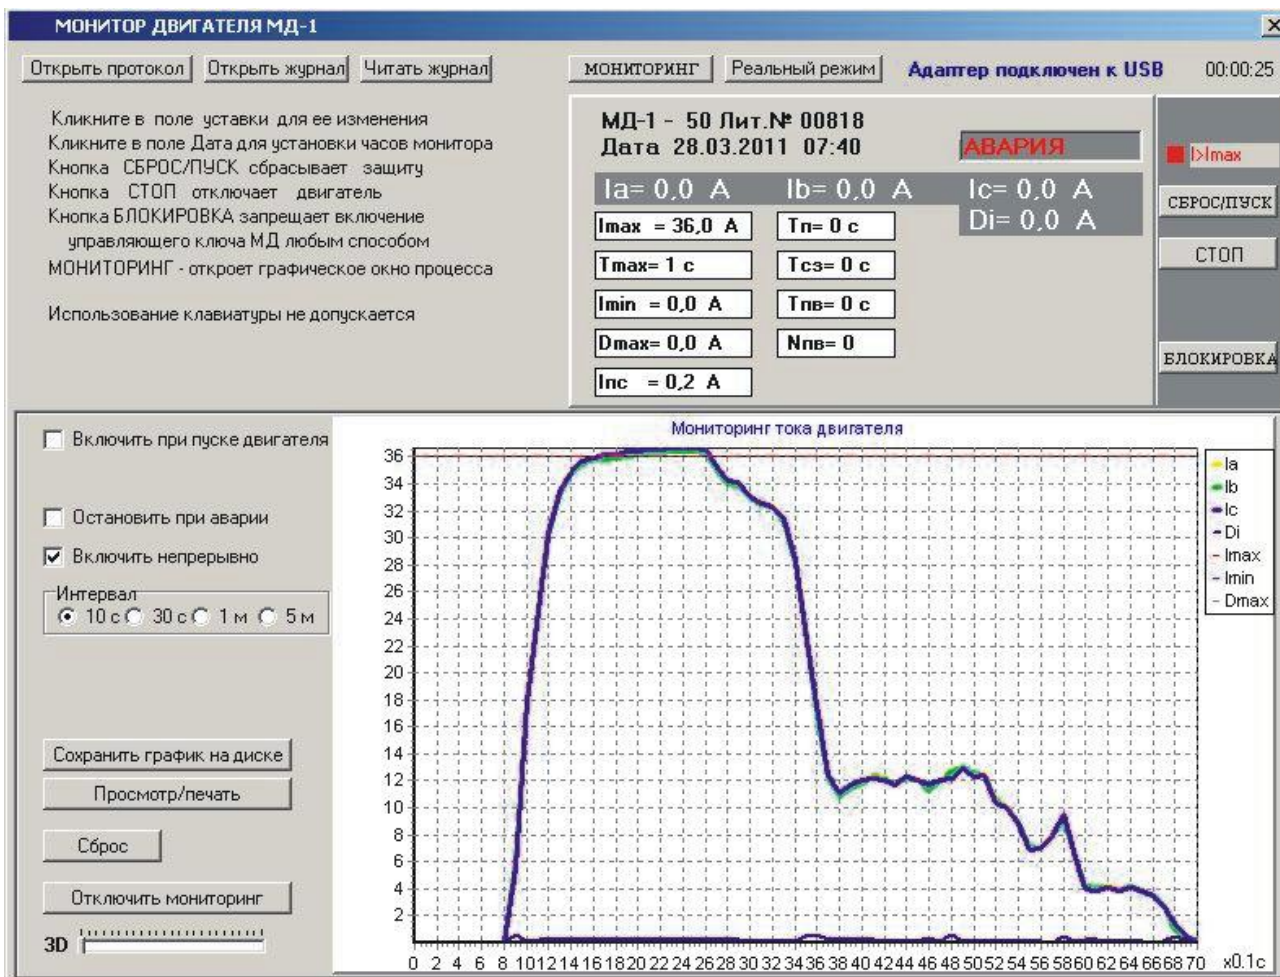 МОНИТОР ДВИГАТЕЛЯ МД-1
Открыть протокол Открыть журнал Читать журнал МОНИТОРИНГ Реальный режим Адаптер подключен к USB 00:00:25
Кликните в поле уставки для ее изменения
Кликните в поле Дата для установки часов монитора
Кнопка СБРОС/ПУСК сбрасывает защиту
Кнопка СТОП отключает двигатель
Кнопка БЛОКИРОВКА запрещает включение
управляющего ключа МД любым способом
МОНИТОРИНГ - откроет графическое окно процесса
Использование клавиатуры не допускается
МД-1 - 50 Лит.№ 00818
Дата 28.03.2011 07:40
АВАРИЯ
Ia= 0,0 A Ib= 0,0 A Ic= 0,0 A
Di= 0,0 A
Imax = 36,0 A Тп= 0 с
Tmax= 1 с Тсз= 0 с
Imin = 0,0 A Тпв= 0 с
Dmax= 0,0 A Nпв= 0
Iпс = 0,2 A
I>Imax
СБРОС/ПУСК
СТОП
БЛОКИРОВКА
Включить при пуске двигателя
Остановить при аварии
Включить непрерывно
Интервал
10 с 30 с 1 м 5 м
Сохранить график на диске
Просмотр/печать
Сброс
Отключить мониторинг
3D
Мониторинг тока двигателя
36
34
32
30
28
26
24
22
20
18
16
14
12
10
8
6
4
2
0 2 4 6 8 10 12 14 16 18 20 22 24 26 28 30 32 34 36 38 40 42 44 46 48 50 52 54 56 58 60 62 64 66 68 70 x0.1c
Ia
Ib
Ic
Di
Imax
Imin
Dmax